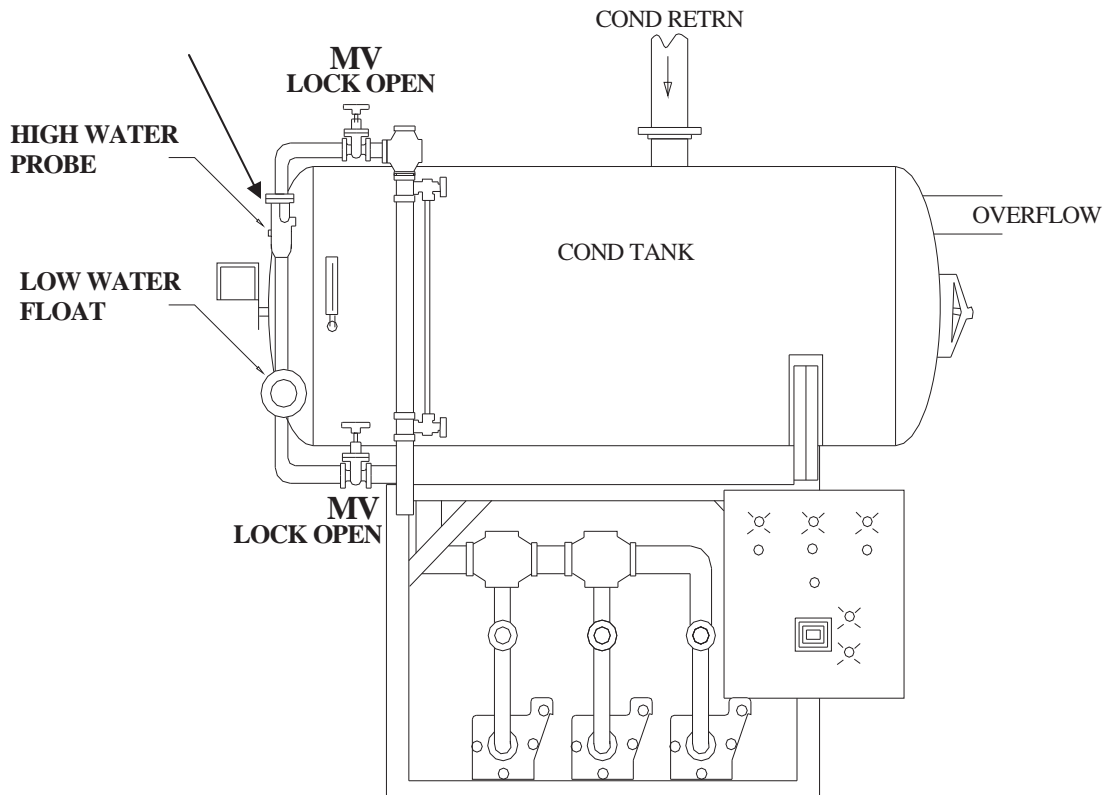 COND RETRN
MV
LOCK OPEN
HIGH WATER
PROBE
OVERFLOW
COND TANK
LOW WATER
FLOAT
MV
LOCK OPEN